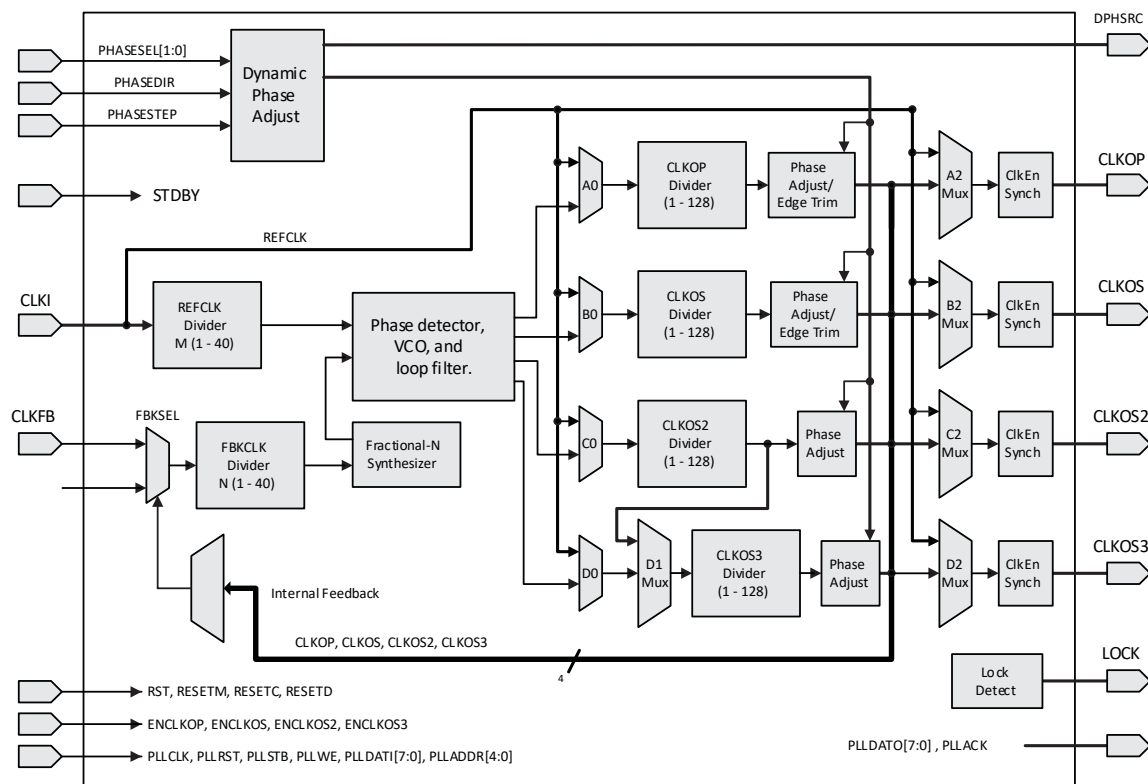 DPHSRC
PHASESEL[1:0]
PHASEDIR
PHASESTEP
Dynamic
Phase
Adjust
STDBY
REFCLK
CLKI
REFCLK
Divider
M (1 - 40)
Phase detector,
VCO, and
loop filter.
CLKFB
FBKSEL
FBKCLK
Divider
N (1 - 40)
Fractional-N
Synthesizer
A0
CLKOP
Divider
(1 - 128)
Phase
Adjust/
Edge Trim
A2
Mux
ClkEn
Synch
CLKOP
B0
CLKOS
Divider
(1 - 128)
Phase
Adjust/
Edge Trim
B2
Mux
ClkEn
Synch
CLKOS
C0
CLKOS2
Divider
(1 - 128)
Phase
Adjust
C2
Mux
ClkEn
Synch
CLKOS2
D0
D1
Mux
CLKOS3
Divider
(1 - 128)
Phase
Adjust
D2
Mux
ClkEn
Synch
CLKOS3
Internal Feedback
CLKOP, CLKOS, CLKOS2, CLKOS3
4
Lock
Detect
LOCK
RST, RESETM, RESETC, RESETD
ENCLKOP, ENCLKOS, ENCLKOS2, ENCLKOS3
PLLCLK, PLLRST, PLLSTB, PLLWE, PLLDATI[7:0], PLLADDR[4:0]
PLLDATO[7:0] , PLLACK